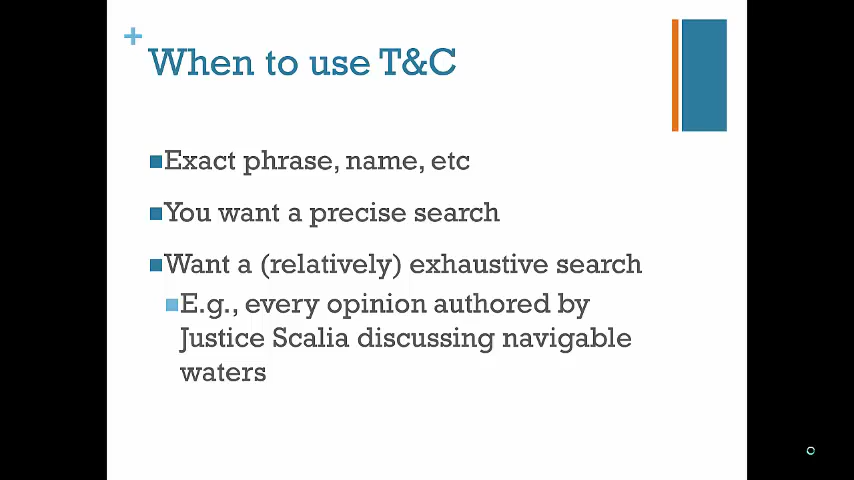 When to use T&C
Exact phrase, name, etc
You want a precise search
Want a (relatively) exhaustive search
E.g., every opinion authored by
Justice Scalia discussing navigable
waters